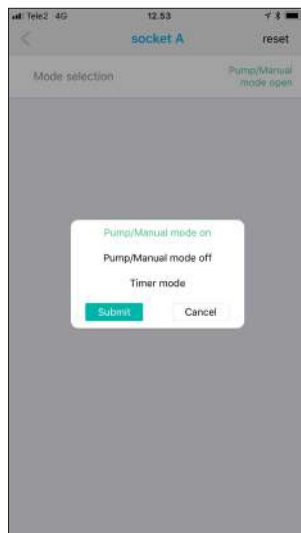 Tele2 4G 12.53
socket A reset
Mode selection
Pump/Manual
mode open
Pump/Manual mode on
Pump/Manual mode off
Timer mode
Submit Cancel